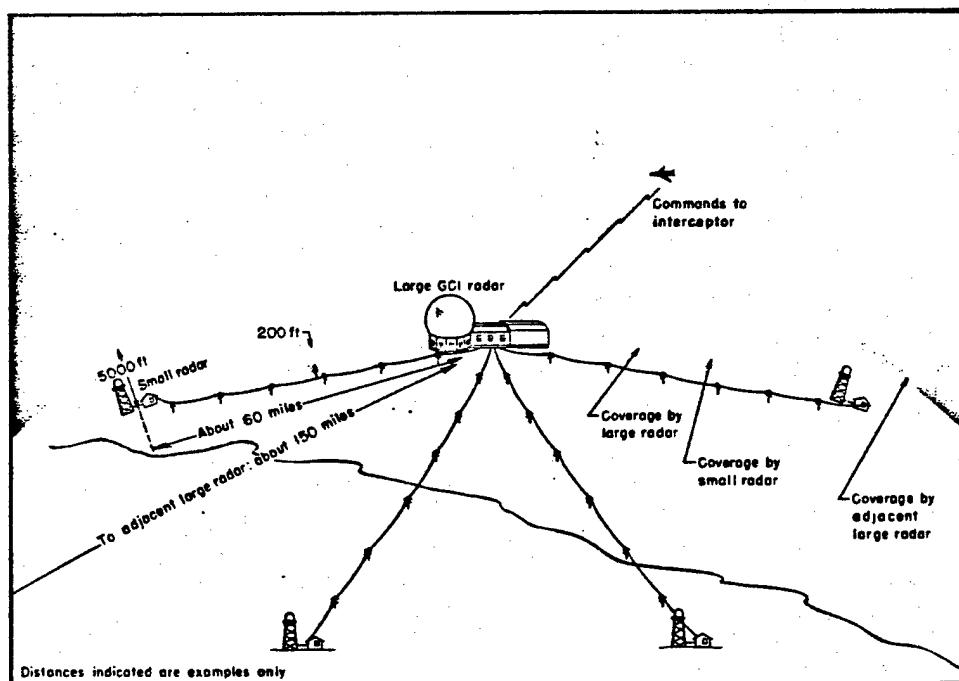 Commands to
interceptor
Large GCI radar
200 ft
5000 ft
Small radar
About 60 miles
To adjacent large radar: about 150 miles
Coverage by
large radar
Coverage by
small radar
Coverage by
adjacent
large radar
Distances indicated are examples only